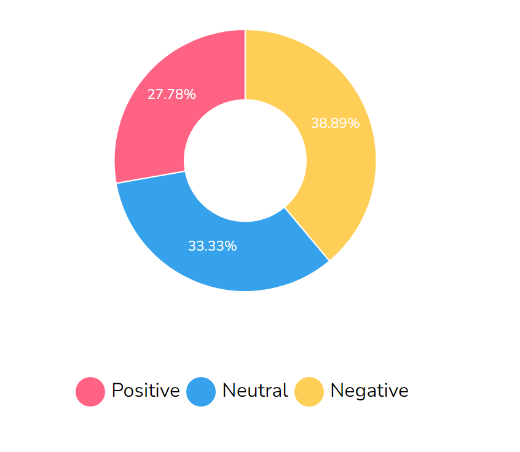 27.78%
38.89%
33.33%
Positive Neutral Negative